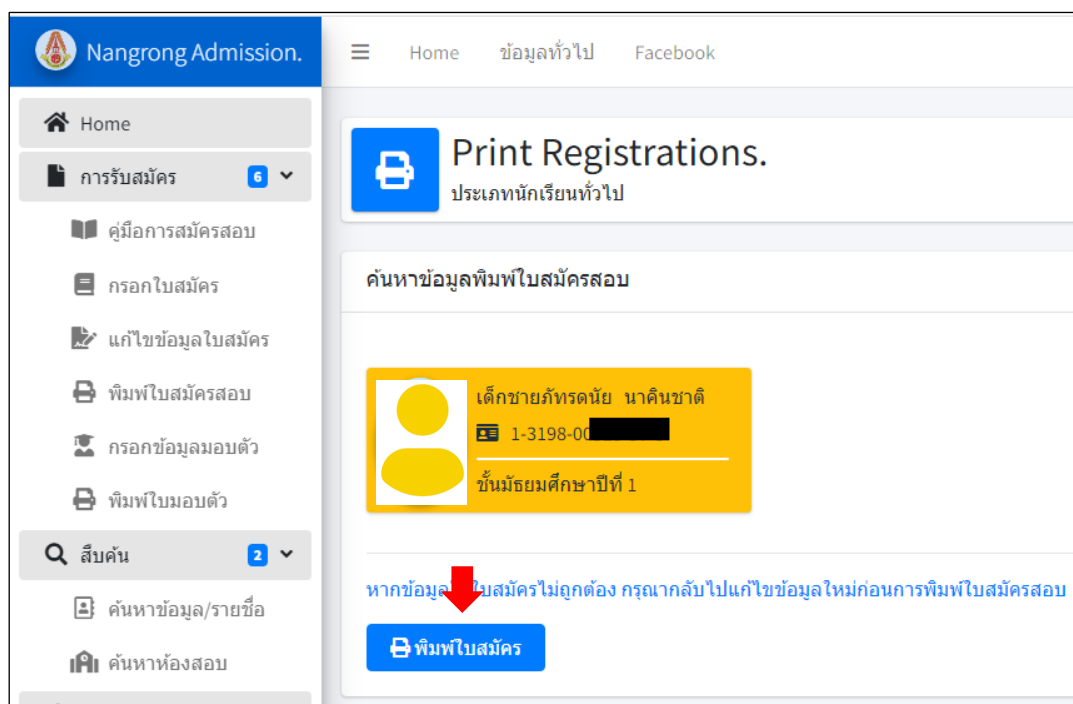 Nangrong Admission.
Home ข้อมูลทั่วไป Facebook
Home
การรับสมัคร 6
คู่มือการสมัครสอบ
กรอกใบสมัคร
แก้ไขข้อมูลใบสมัคร
พิมพ์ใบสมัครสอบ
กรอกข้อมูลมอบตัว
พิมพ์ใบมอบตัว
สืบค้น 2
ค้นหาข้อมูล/รายชื่อ
ค้นหาห้องสอบ
Print Registrations.
ประเภทนักเรียนทั่วไป
ค้นหาข้อมูลพิมพ์ใบสมัครสอบ
เด็กชายภัทรดนัย นาคินชาติ
1-3198-00
ชั้นมัธยมศึกษาปีที่ 1
หากข้อมูล ใบสมัครไม่ถูกต้อง กรุณากลับไปแก้ไขข้อมูลใหม่ก่อนการพิมพ์ใบสมัครสอบ
พิมพ์ใบสมัคร